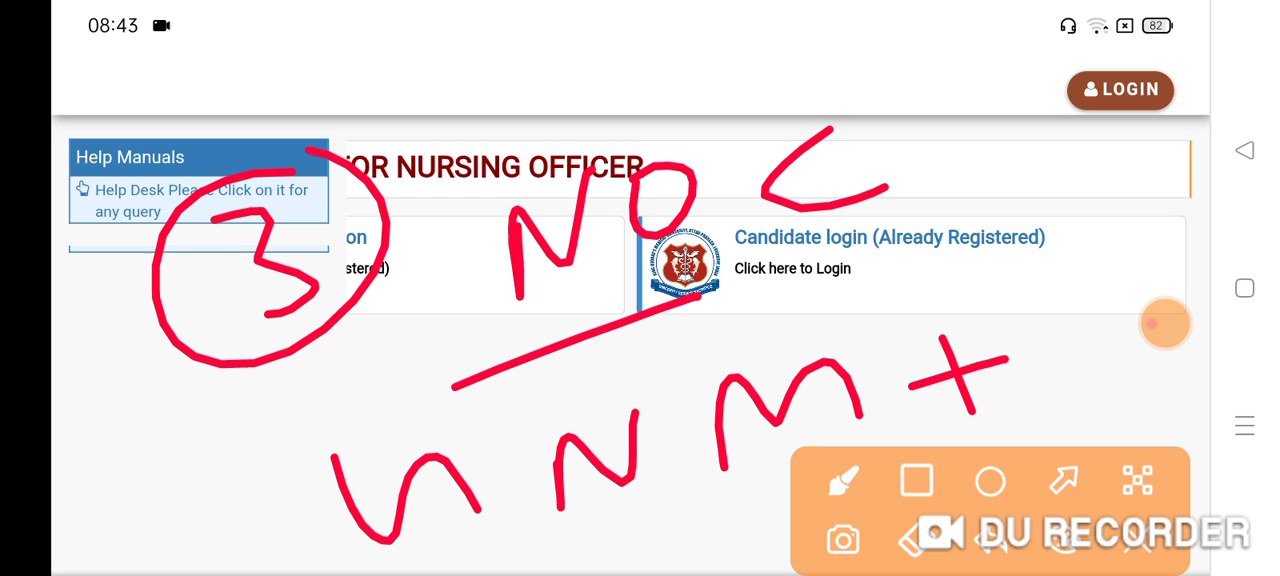 08:43
82
LOGIN
Help Manuals
Help Desk Please Click on it for
any query
OR NURSING OFFICER
on
stered)
Candidate login (Already Registered)
Click here to Login
3
NOC
NM+
DU RECORDER